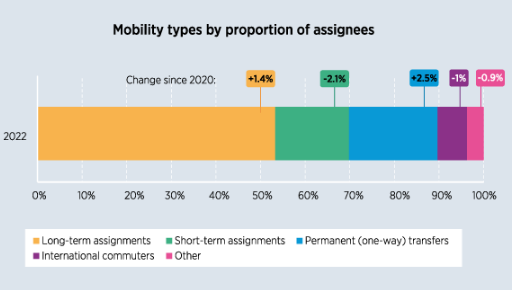 Mobility types by proportion of assignees
Change since 2020: +1.4% -2.1% +2.5% -1% -0.9%
2022
0% 10% 20% 30% 40% 50% 60% 70% 80% 90% 100%
Long-term assignments Short-term assignments Permanent (one-way) transfers
International commuters Other